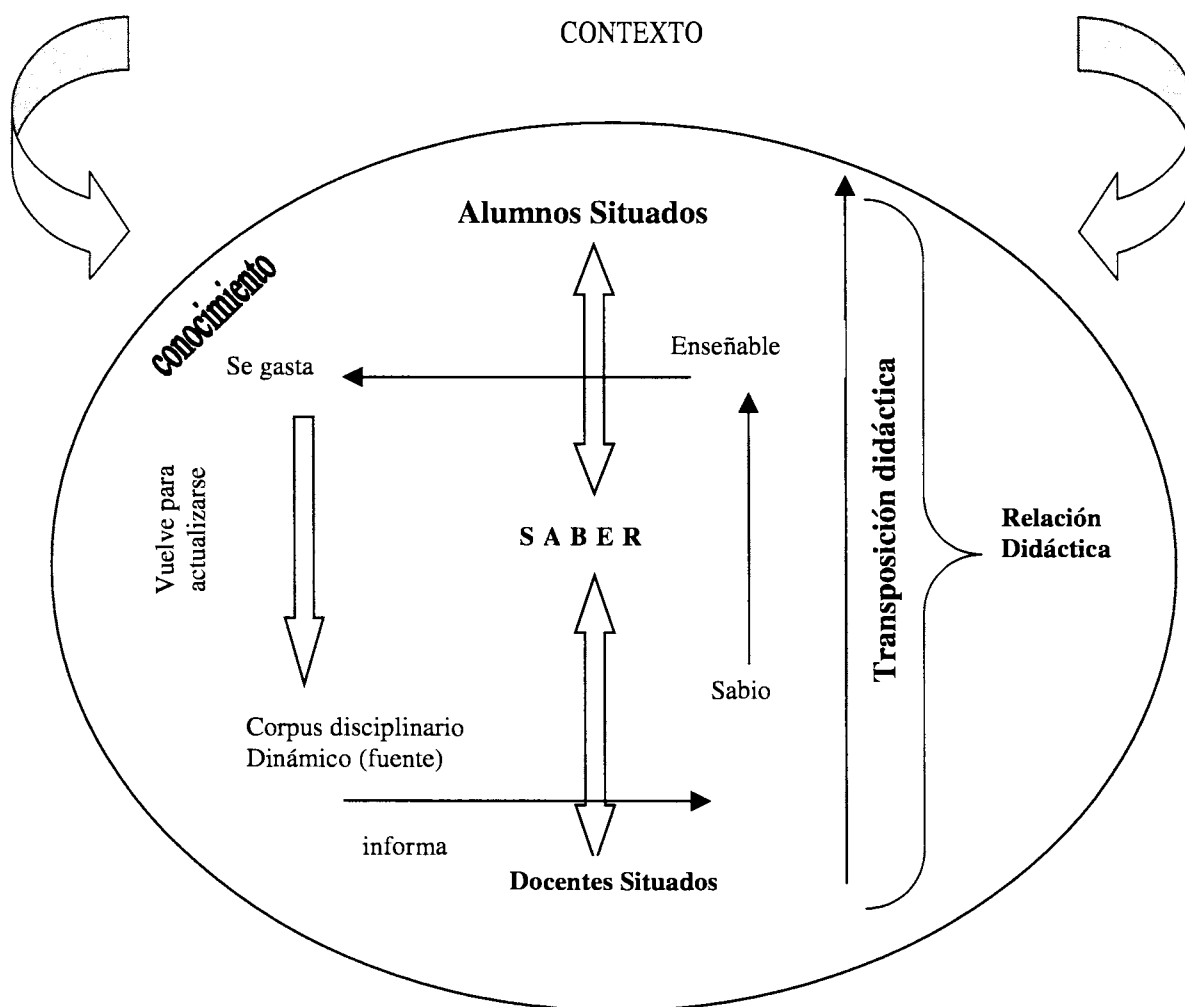 CONTEXTO
Alumnos Situados
conocimiento
Enseñable
Se gasta
Vuelve para
actualizarse
SABER
Transposición didáctica
Relación
Didáctica
Sabio
Corpus disciplinario
Dinámico (fuente)
informa
Docentes Situados